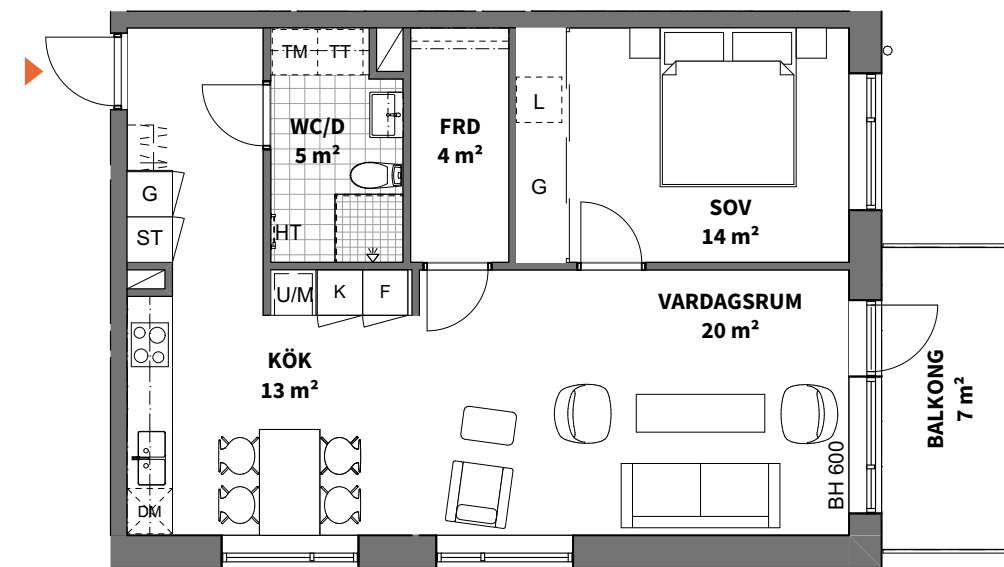 TM
TT
WC/D
5 m²
FRD
4 m²
L
G
SOV
14 m²
G
ST
HT
U/M
K
F
VARDAGSRUM
20 m²
KÖK
13 m²
BALKONG
7 m²
BH 600
DM